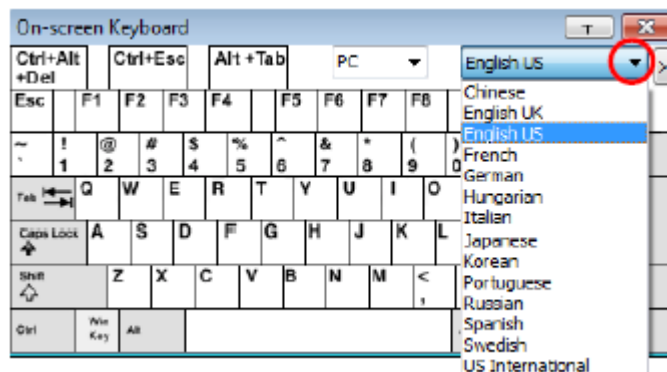 On-screen Keyboard
Ctrl+Alt +Del Ctrl+Esc Alt+Tab PC English US
Esc F1 F2 F3 F4 F5 F6 F7 F8
~ ! @ # $ % ^ & * ( )
` 1 2 3 4 5 6 7 8 9 0
Tab Q W E R T Y U I O
Caps Lock A S D F G H J K L
Shift Z X C V B N M < ,
Ctrl Win Key Alt
Chinese
English UK
English US
French
German
Hungarian
Italian
Japanese
Korean
Portuguese
Russian
Spanish
Swedish
US International